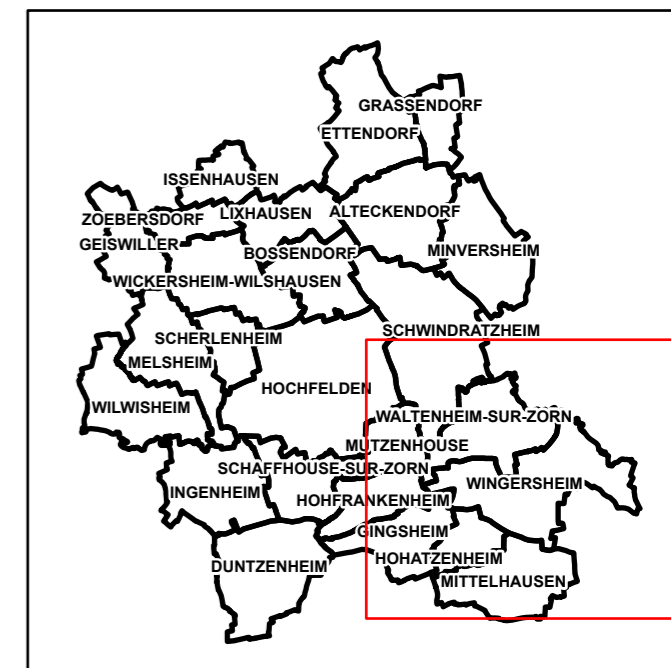 GRASSENDORF
ETTENDORF
ISSENHAUSEN
ZOEBERSDORF
LIXHAUSEN
ALTECKENDORF
GEISWILLER
BOSSENDORF
MINVERSHEIM
WICKERSHEIM-WILSHAUSEN
SCHWINDRATZHEIM
SCHERLENHEIM
MELSHEIM
HOCHFELDEN
WILWISHEIM
WALTENHEIM-SUR-ZORN
MUTZENHOUSE
SCHAFFHOUSE-SUR-ZORN
INGENHEIM
WINGERSHEIM
HOHFRANKENHEIM
GINGSHEIM
DUNTZENHEIM
HOHATZENHEIM
MITTELHAUSEN